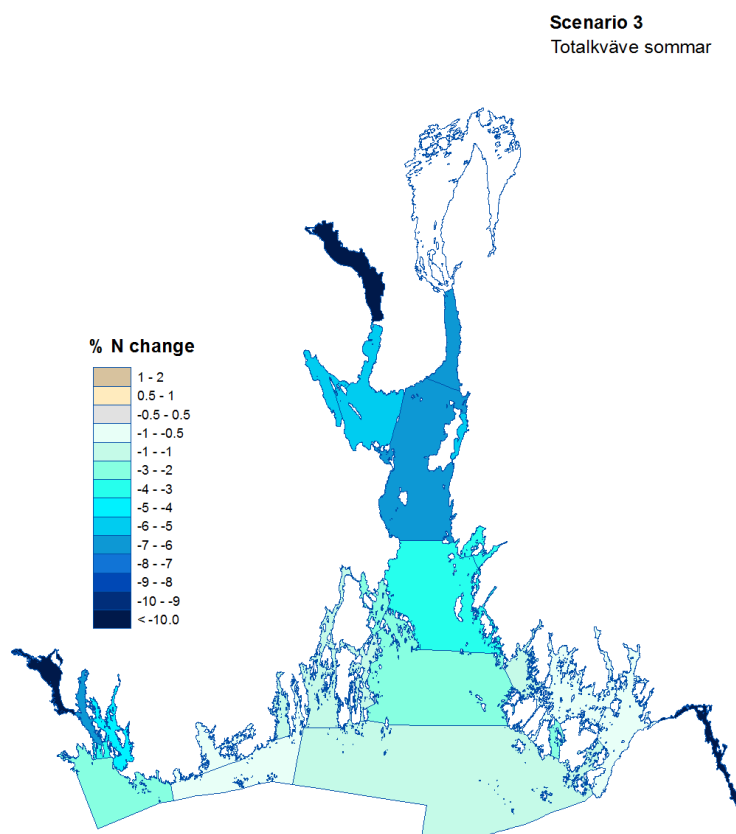 Scenario 3
Totalkväve sommar
% N change
1 - 2
0.5 - 1
-0.5 - 0.5
-1 - -0.5
-1 - -1
-3 - -2
-4 - -3
-5 - -4
-6 - -5
-7 - -6
-8 - -7
-9 - -8
-10 - -9
< -10.0